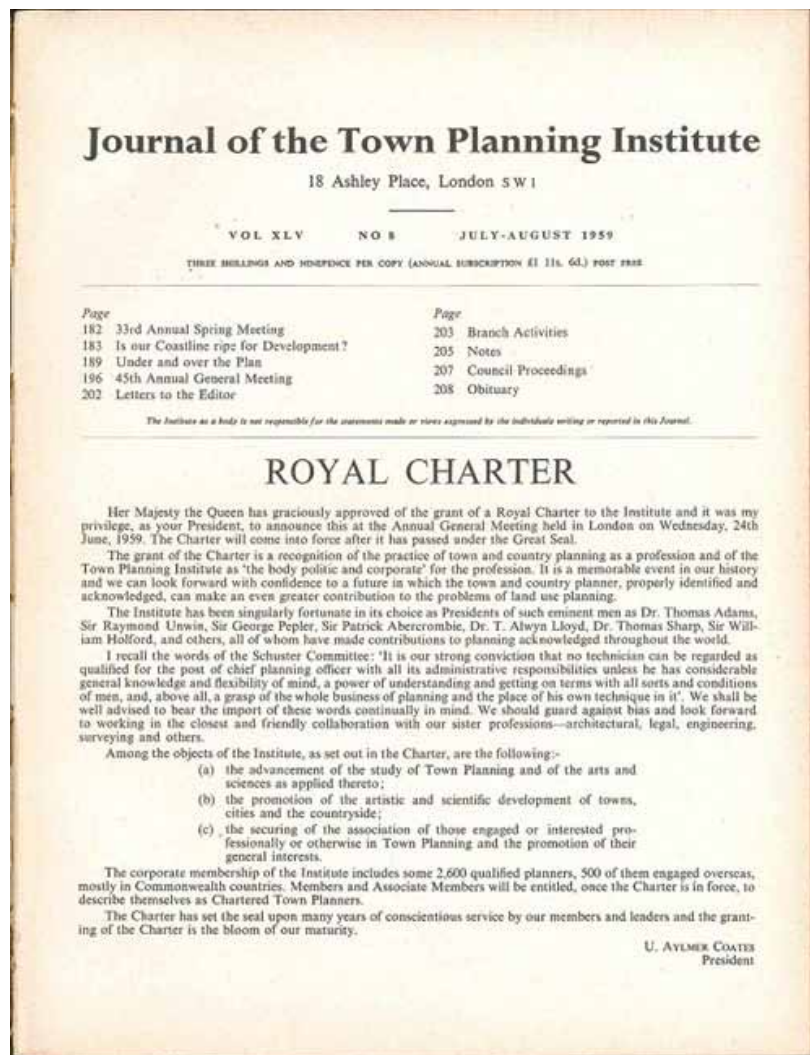 Journal of the Town Planning Institute
18 Ashley Place, London SW1
VOL XLV NO 8 JULY-AUGUST 1959
THREE SHILLINGS AND NINEPENCE PER COPY (ANNUAL SUBSCRIPTION £1 11s. 6d.) POST FREE
Page
182 33rd Annual Spring Meeting
183 Is our Coastline ripe for Development?
189 Under and over the Plan
196 45th Annual General Meeting
202 Letters to the Editor
Page
203 Branch Activities
205 Notes
207 Council Proceedings
208 Obituary
The Institute as a body is not responsible for the statements made or views expressed by the individuals writing or reported in this Journal.
ROYAL CHARTER
Her Majesty the Queen has graciously approved of the grant of a Royal Charter to the Institute and it was my
privilege, as your President, to announce this at the Annual General Meeting held in London on Wednesday, 24th
June, 1959. The Charter will come into force after it has passed under the Great Seal.
The grant of the Charter is a recognition of the practice of town and country planning as a profession and of the
Town Planning Institute as 'the body politic and corporate' for the profession. It is a memorable event in our history
and we can look forward with confidence to a future in which the town and country planner, properly identified and
acknowledged, can make an even greater contribution to the problems of land use planning.
The Institute has been singularly fortunate in its choice as Presidents of such eminent men as Dr. Thomas Adams,
Sir Raymond Unwin, Sir George Pepler, Sir Patrick Abercrombie, Dr. T. Alwyn Lloyd, Dr. Thomas Sharp, Sir Will-
iam Holford, and others, all of whom have made contributions to planning acknowledged throughout the world.
I recall the words of the Schuster Committee: 'It is our strong conviction that no technician can be regarded as
qualified for the post of chief planning officer with all its administrative responsibilities unless he has considerable
general knowledge and flexibility of mind, a power of understanding and getting on terms with all sorts and conditions
of men, and, above all, a grasp of the whole business of planning and the place of his own technique in it'. We shall be
well advised to bear the import of these words continually in mind. We should guard against bias and look forward
to working in the closest and friendly collaboration with our sister professions—architectural, legal, engineering,
surveying and others.
Among the objects of the Institute, as set out in the Charter, are the following:-
(a) the advancement of the study of Town Planning and of the arts and
sciences as applied thereto;
(b) the promotion of the artistic and scientific development of towns,
cities and the countryside;
(c) the securing of the association of those engaged or interested pro-
fessionally or otherwise in Town Planning and the promotion of their
general interests.
The corporate membership of the Institute includes some 2,600 qualified planners, 500 of them engaged overseas,
mostly in Commonwealth countries. Members and Associate Members will be entitled, once the Charter is in force, to
describe themselves as Chartered Town Planners.
The Charter has set the seal upon many years of conscientious service by our members and leaders and the grant-
ing of the Charter is the bloom of our maturity.
U. AYLMER COATES
President